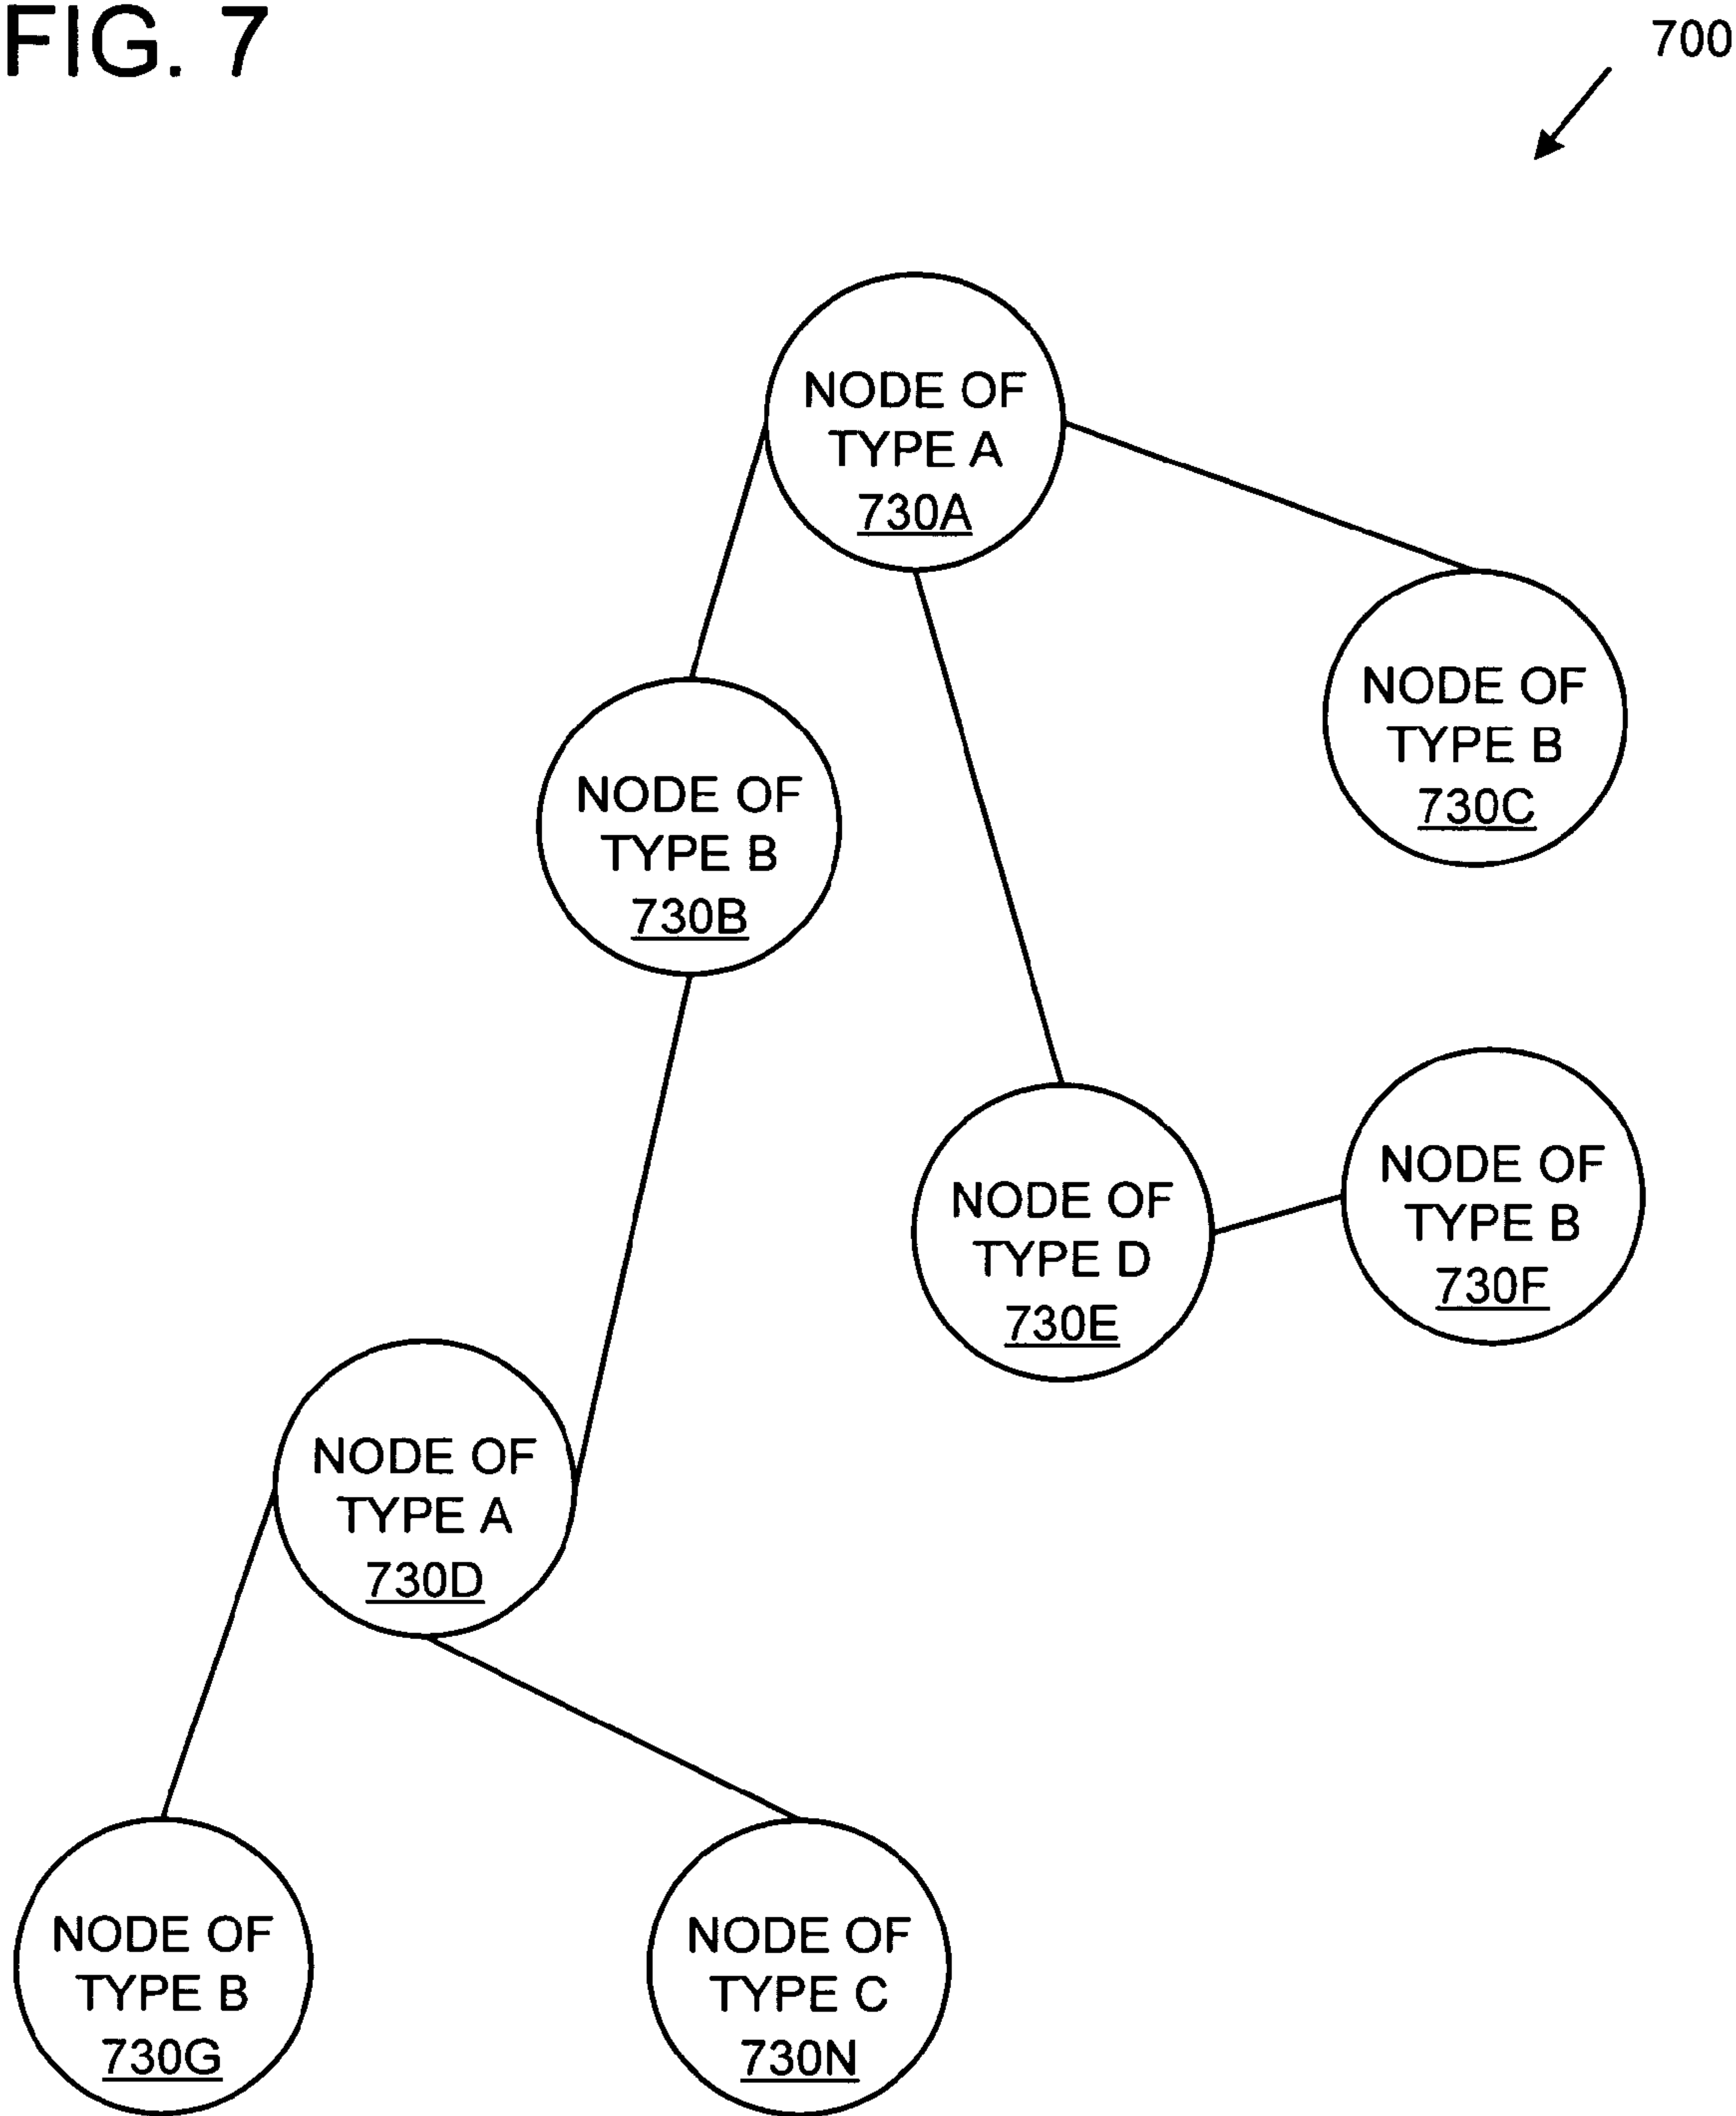 FIG. 7
700
NODE OF
TYPE A
730A
NODE OF
TYPE B
730C
NODE OF
TYPE B
730B
NODE OF
TYPE B
730F
NODE OF
TYPE D
730E
NODE OF
TYPE A
730D
NODE OF
TYPE B
730G
NODE OF
TYPE C
730N